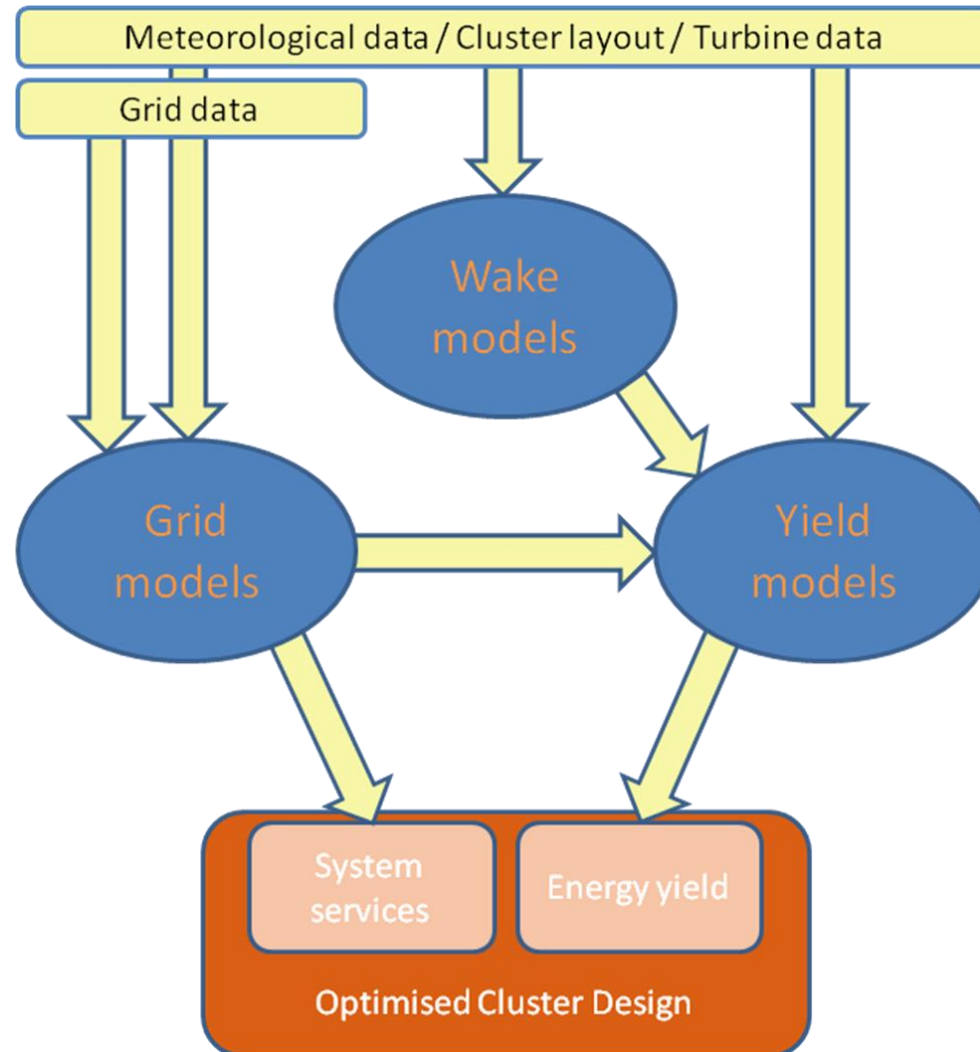 Meteorological data / Cluster layout / Turbine data
Grid data
Wake
models
Grid
models
Yield
models
System
services
Energy yield
Optimised Cluster Design